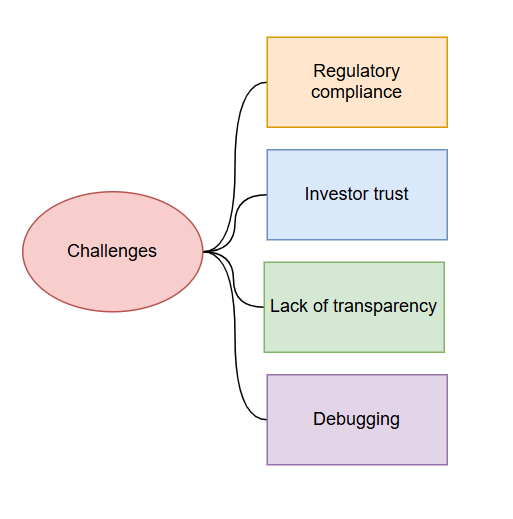 Challenges
Regulatory
compliance
Investor trust
Lack of transparency
Debugging